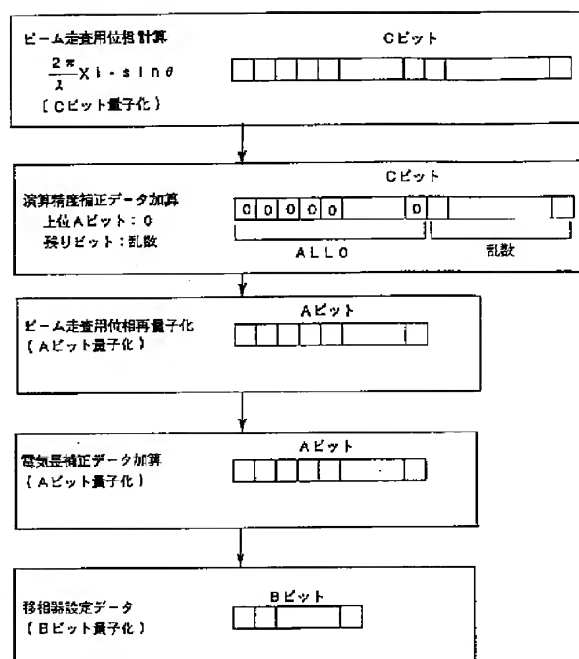 ビーム走査用位相計算
Cビット
2π/λ Xi・sinθ
(Cビット量子化)
Cビット
演算精度補正データ加算
上位Aビット:0
残りビット:乱数
0 0 0 0 0 0
ALL0 乱数
Aビット
ビーム走査用位相再量子化
(Aビット量子化)
Aビット
電気長補正データ加算
(Aビット量子化)
Bビット
移相器設定データ
(Bビット量子化)